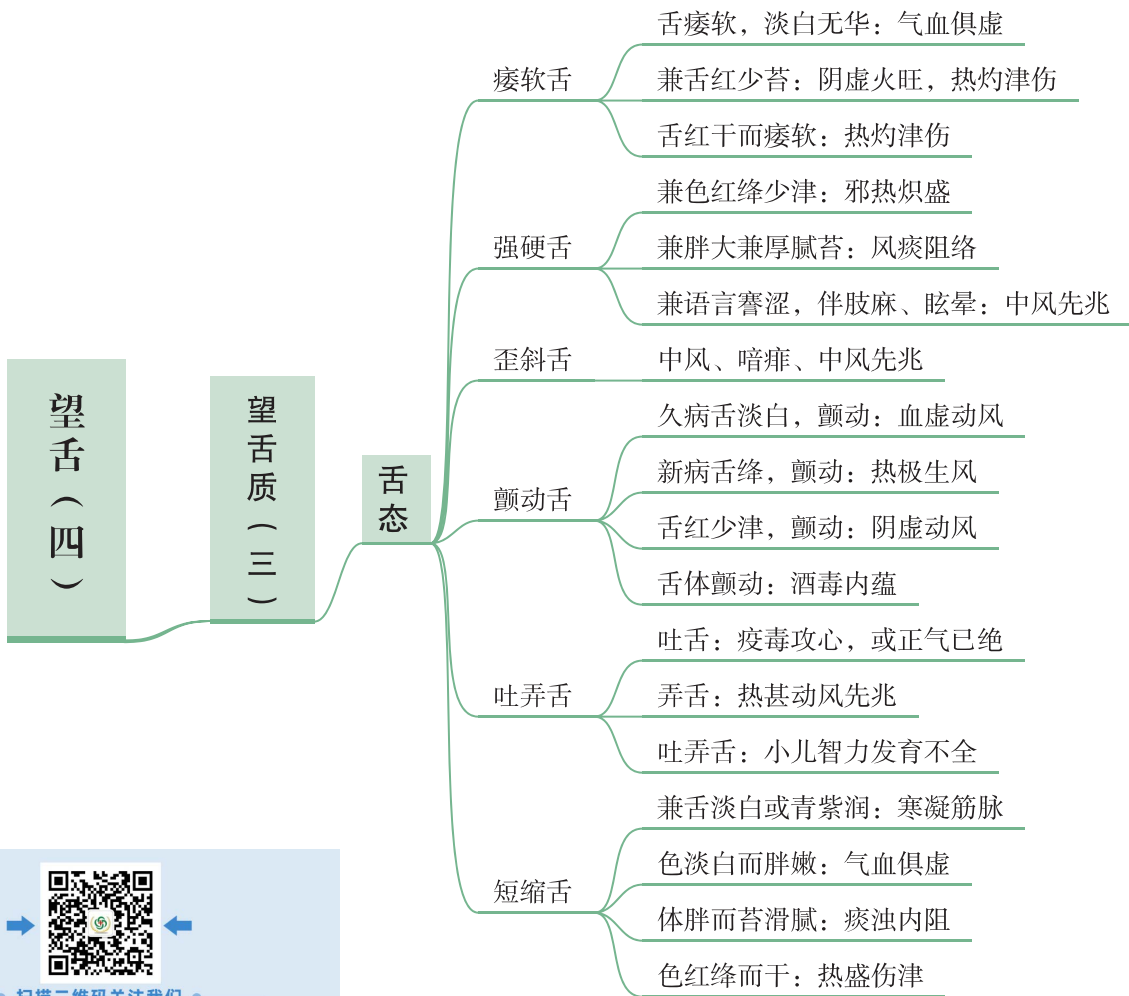 望舌（四）
望舌质（三）
舌态
痿软舌
舌痿软，淡白无华：气血俱虚
兼舌红少苔：阴虚火旺，热灼津伤
舌红干而痿软：热灼津伤
强硬舌
兼色红绛少津：邪热炽盛
兼胖大兼厚腻苔：风痰阻络
兼语言謇涩，伴肢麻、眩晕：中风先兆
歪斜舌
中风、喑痱、中风先兆
颤动舌
久病舌淡白，颤动：血虚动风
新病舌绛，颤动：热极生风
舌红少津，颤动：阴虚动风
舌体颤动：酒毒内蕴
吐弄舌
吐舌：疫毒攻心，或正气已绝
弄舌：热甚动风先兆
吐弄舌：小儿智力发育不全
短缩舌
兼舌淡白或青紫润：寒凝筋脉
色淡白而胖嫩：气血俱虚
体胖而苔滑腻：痰浊内阻
色红绛而干：热盛伤津
扫描二维码关注我们